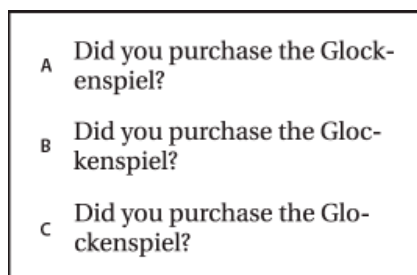 A Did you purchase the Glock-
enspiel?
B Did you purchase the Gloc-
kenspiel?
C Did you purchase the Glo-
ckenspiel?